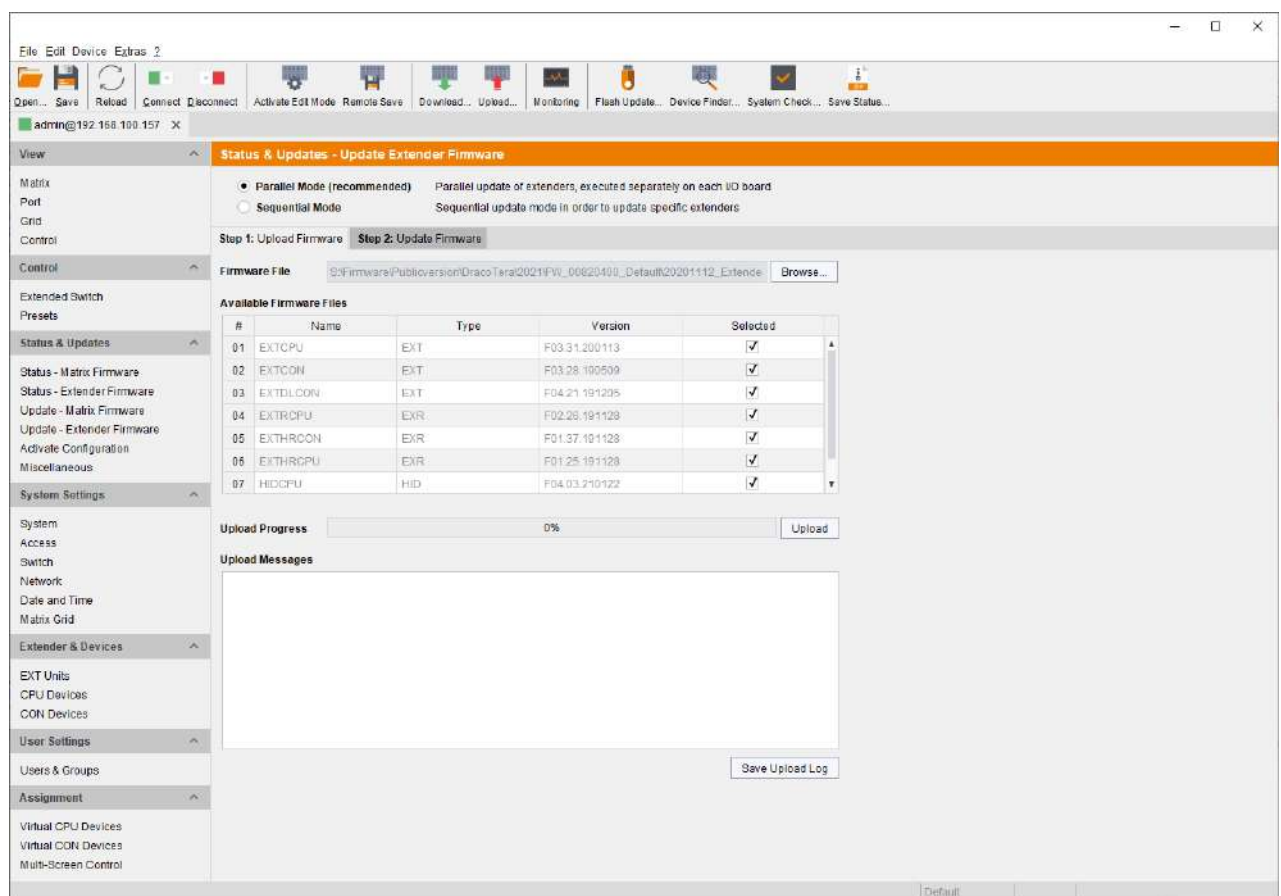 File Edit Device Extras ?
Open... Save Reload Connect Disconnect Activate Edit Mode Remote Save Download... Upload... Monitoring Flash Update... Device Finder... System Check... Save Status...
admin@192.168.100.157 X
View
Matrix
Port
Grid
Control
Control
Extended Switch
Presets
Status & Updates
Status - Matrix Firmware
Status - Extender Firmware
Update - Matrix Firmware
Update - Extender Firmware
Activate Configuration
Miscellaneous
System Settings
System
Access
Switch
Network
Date and Time
Matrix Grid
Extender & Devices
EXT Units
CPU Devices
CON Devices
User Settings
Users & Groups
Assignment
Virtual CPU Devices
Virtual CON Devices
Multi-Screen Control
Status & Updates - Update Extender Firmware
Parallel Mode (recommended) Parallel update of extenders, executed separately on each I/O board
Sequential Mode Sequential update mode in order to update specific extenders
Step 1: Upload Firmware Step 2: Update Firmware
Firmware File S:\Firmware\Publicversion\DracoTera\2021\FW_00820400_Default\20201112_Extende Browse...
Available Firmware Files
# Name Type Version Selected
01 EXTCPU EXT F03.31.200113
02 EXTCON EXT F03.28.190509
03 EXTDLCON EXT F04.21.191205
04 EXTRCPU EXR F02.26.191128
05 EXTHRCON EXR F01.37.191128
06 EXTHRCPU EXR F01.25.191128
07 HIDCPU HID F04.03.210122
Upload Progress 0% Upload
Upload Messages
Save Upload Log
Default